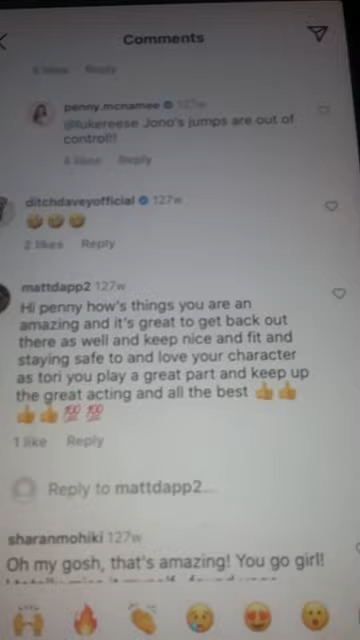 Comments
Reply
penny.mcnamee 127w
@lukereese Jono's jumps are out of
control!!
4 likes Reply
ditchdaveyofficial 127w
🤣🤣🤣
2 likes Reply
mattdapp2 127w
Hi penny how's things you are an
amazing and it's great to get back out
there as well and keep nice and fit and
staying safe to and love your character
as tori you play a great part and keep up
the great acting and all the best 👍👍
👍👍💯💯
1 like Reply
Reply to mattdapp2...
sharanmohiki 127w
Oh my gosh, that's amazing! You go girl!
🙌🔥👏😢😍😮